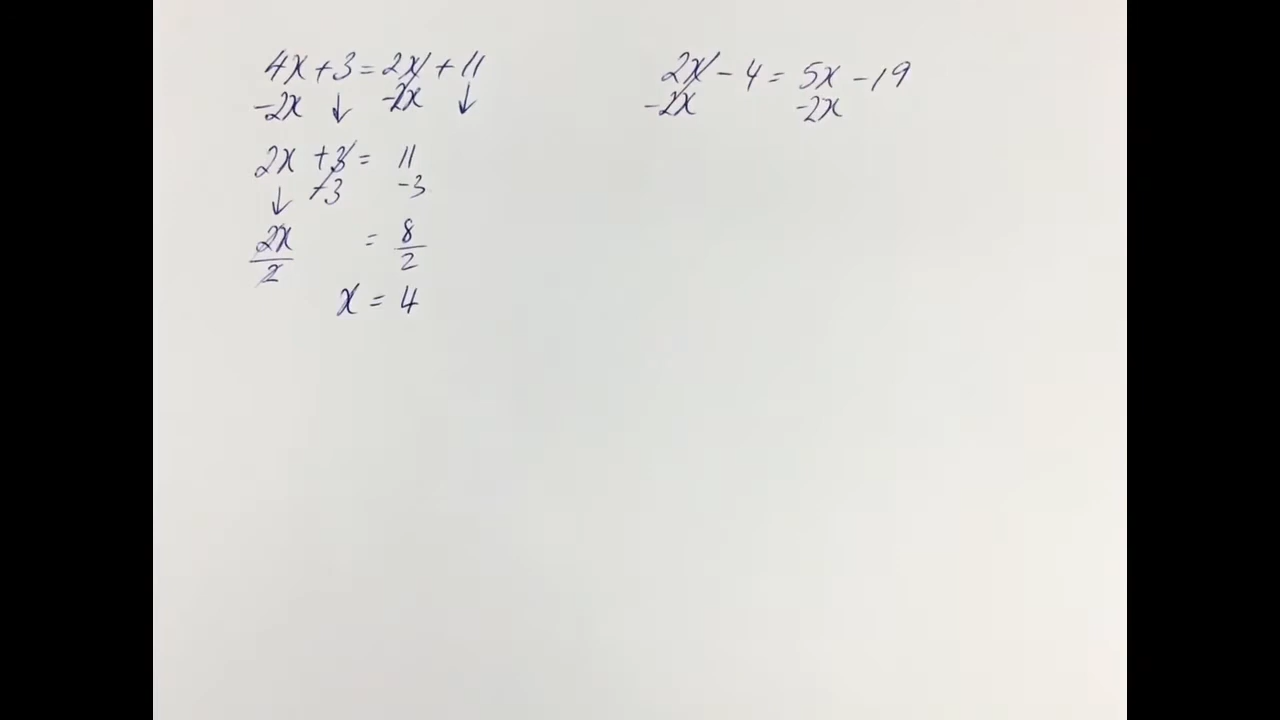 4x + 3 = 2x + 11
-2x ↓ -2x ↓
2x + 3 = 11
↓ -3 -3
2x/2 = 8/2
x = 4
2x - 4 = 5x - 19
-2x -2x